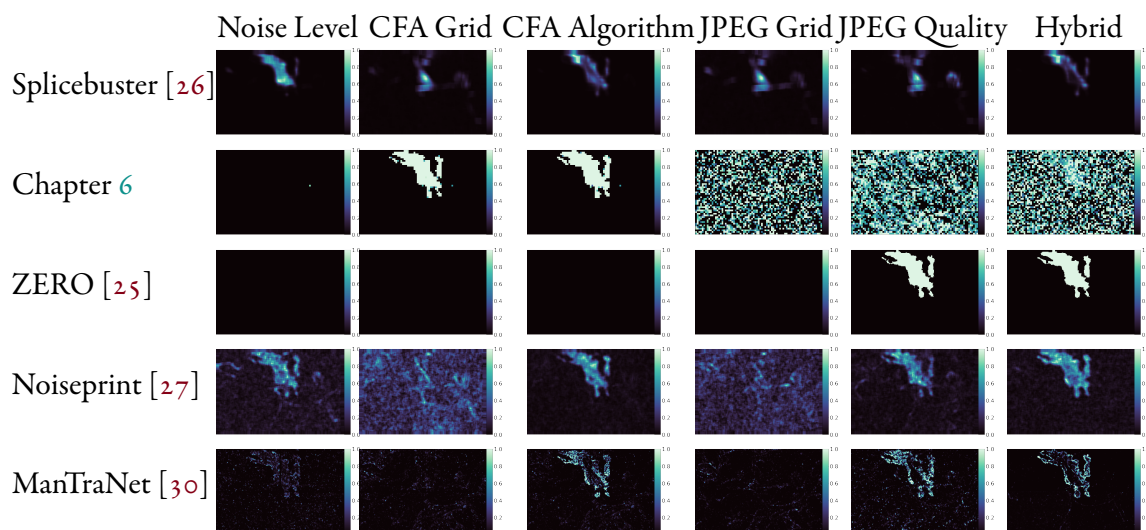 Noise Level CFA Grid CFA Algorithm JPEG Grid JPEG Quality Hybrid
Splicebuster [26]
Chapter 6
ZERO [25]
Noiseprint [27]
ManTraNet [30]